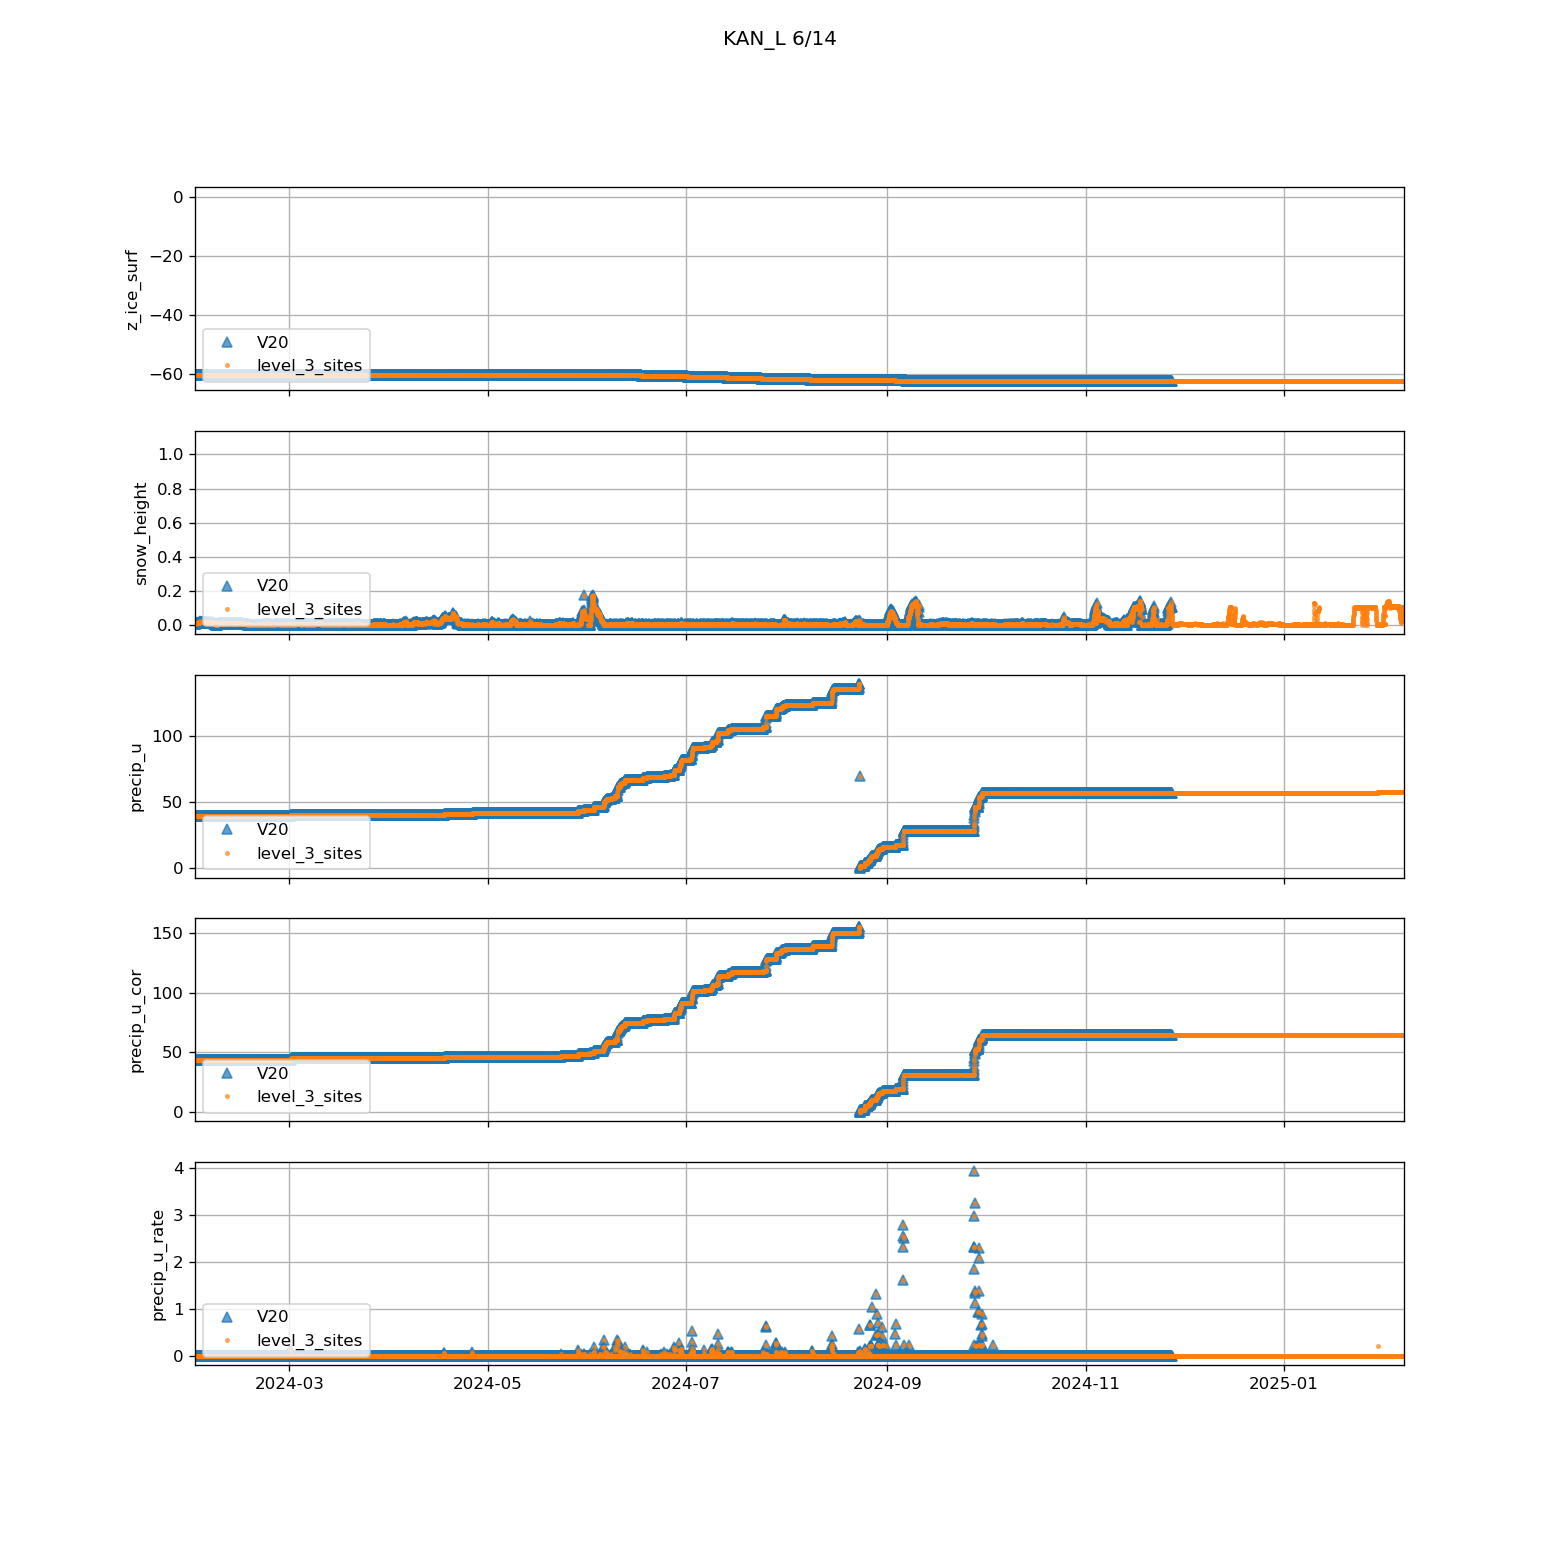 KAN_L 6/14
0
−20
−40
−60
z_ice_surf
V20
level_3_sites
1.0
0.8
0.6
0.4
0.2
0.0
snow_height
V20
level_3_sites
100
50
0
precip_u
V20
level_3_sites
150
100
50
0
precip_u_cor
V20
level_3_sites
4
3
2
1
0
precip_u_rate
V20
level_3_sites
2024-03 2024-05 2024-07 2024-09 2024-11 2025-01